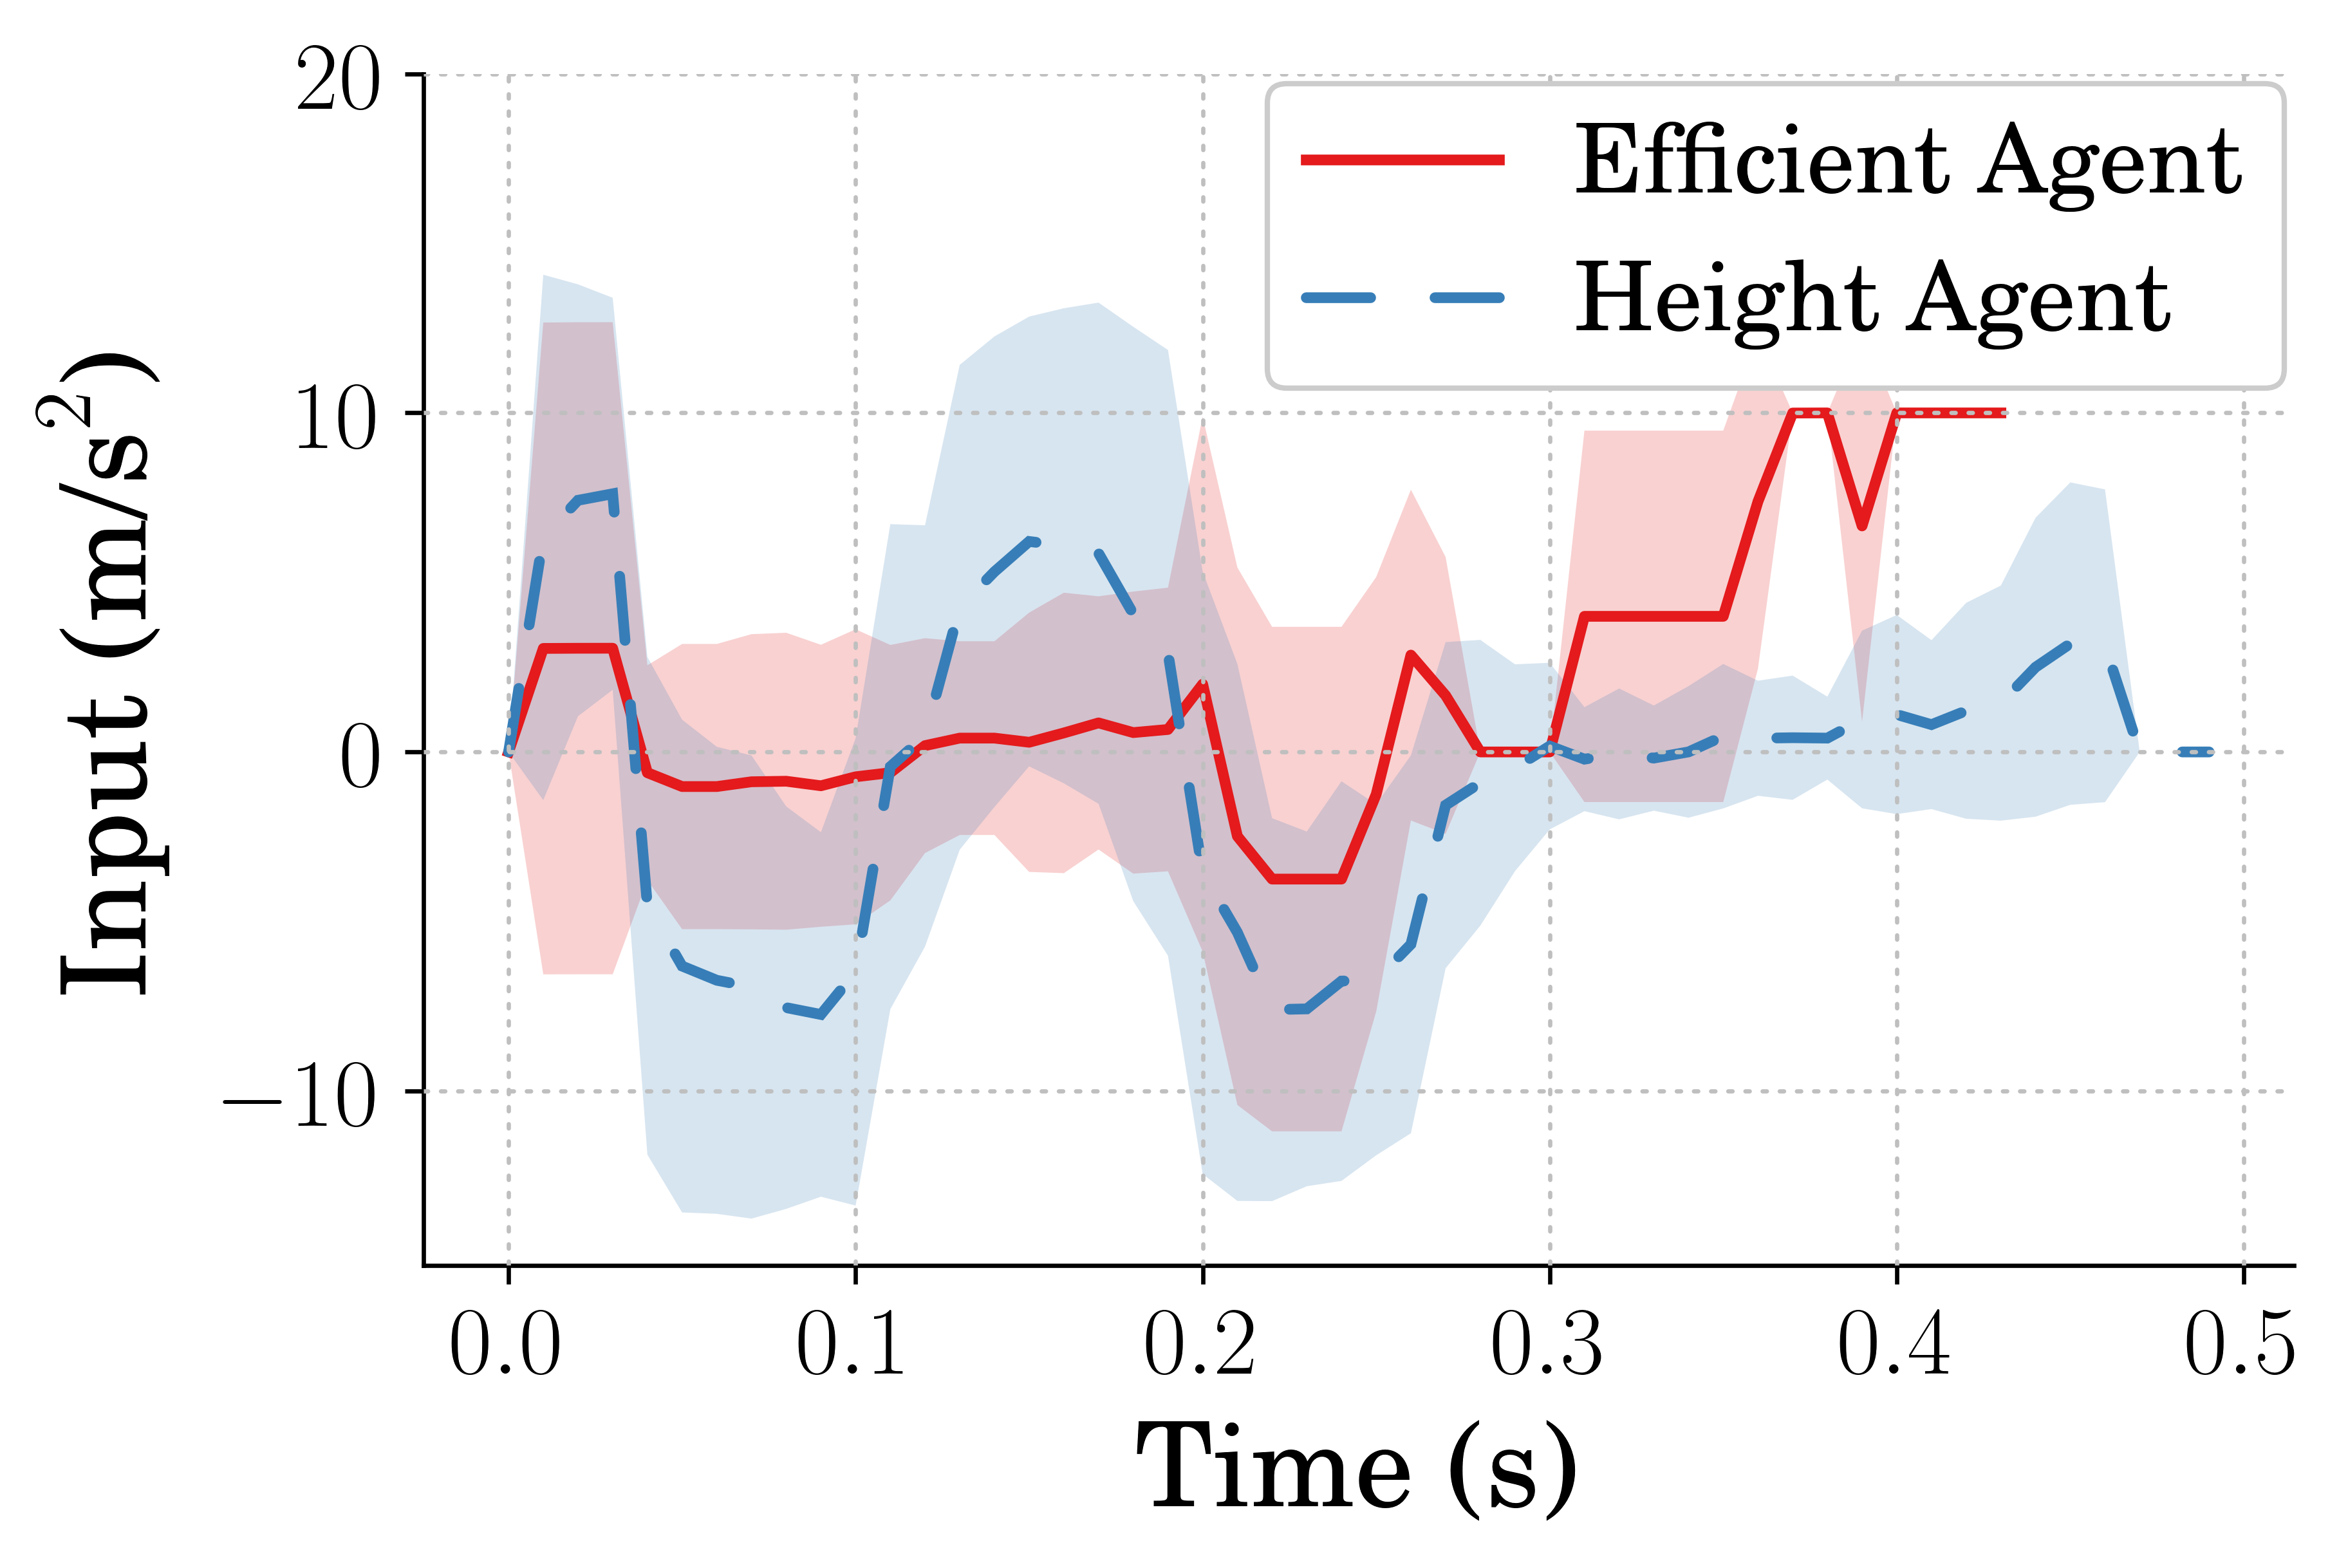 20
10
0
−10
Input (m/s²)
Efficient Agent
Height Agent
0.0 0.1 0.2 0.3 0.4 0.5
Time (s)